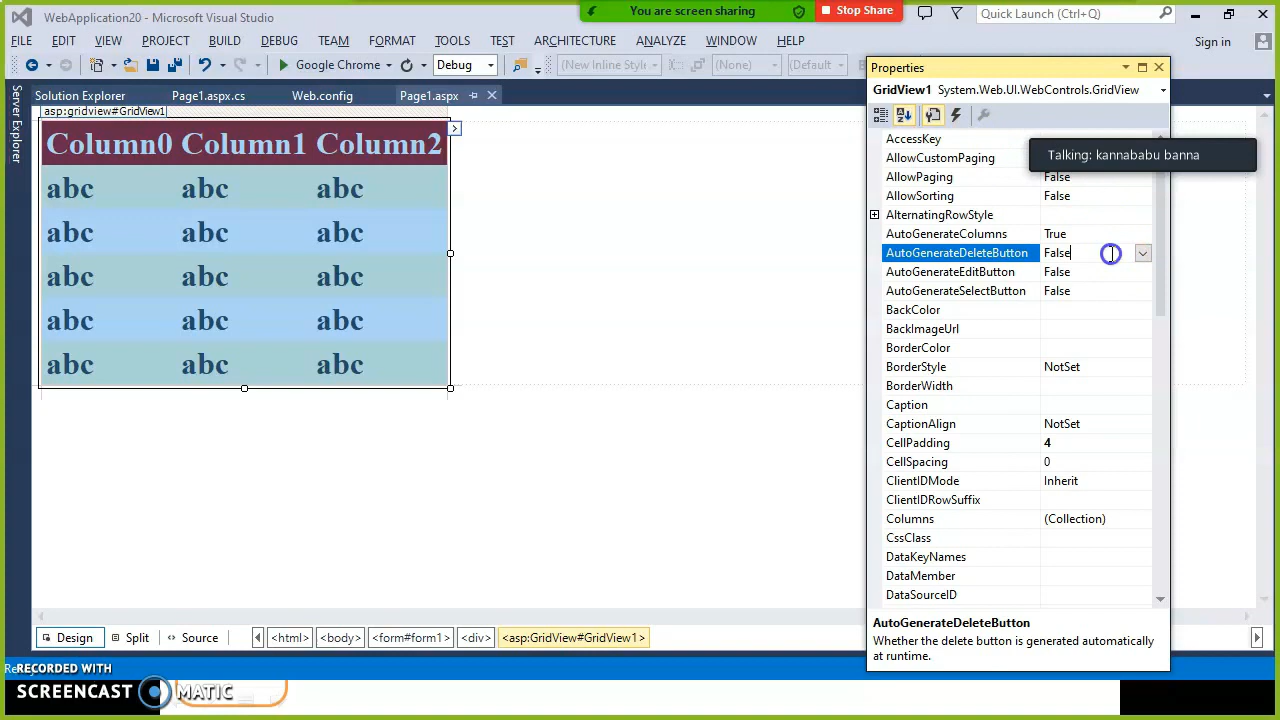 WebApplication20 - Microsoft Visual Studio
You are screen sharing
Stop Share
Quick Launch (Ctrl+Q)
FILE EDIT VIEW PROJECT BUILD DEBUG TEAM FORMAT TOOLS TEST ARCHITECTURE ANALYZE WINDOW HELP
Sign in
Google Chrome
Debug
(New Inline Style
(None)
(Default
Server Explorer
Solution Explorer Page1.aspx.cs Web.config Page1.aspx
asp:gridview#GridView1
Column0 Column1 Column2
abc abc abc
abc abc abc
abc abc abc
abc abc abc
abc abc abc
Properties
GridView1 System.Web.UI.WebControls.GridView
AccessKey
Talking: kannababu banna
AllowCustomPaging
AllowPaging False
AllowSorting False
AlternatingRowStyle
AutoGenerateColumns True
AutoGenerateDeleteButton False
AutoGenerateEditButton False
AutoGenerateSelectButton False
BackColor
BackImageUrl
BorderColor
BorderStyle NotSet
BorderWidth
Caption
CaptionAlign NotSet
CellPadding 4
CellSpacing 0
ClientIDMode Inherit
ClientIDRowSuffix
Columns (Collection)
CssClass
DataKeyNames
DataMember
DataSourceID
AutoGenerateDeleteButton
Whether the delete button is generated automatically
at runtime.
Design Split Source
<html> <body> <form#form1> <div> <asp:GridView#GridView1>
RECORDED WITH
SCREENCAST MATIC